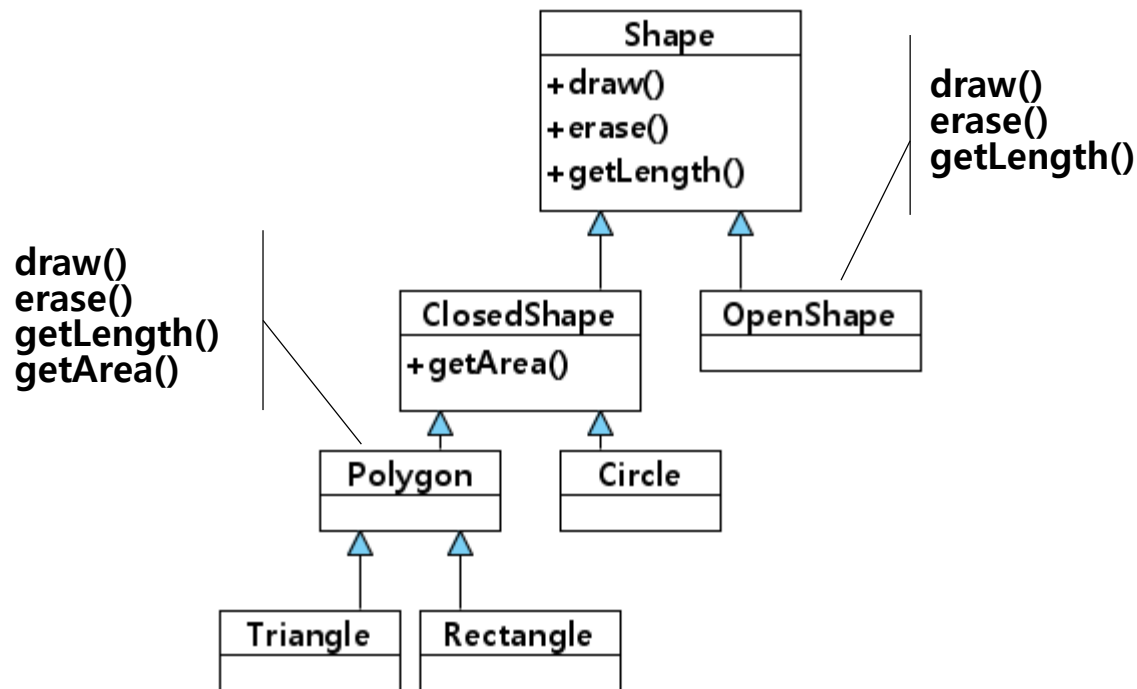 Shape
+draw()
+erase()
+getLength()
draw()
erase()
getLength()
draw()
erase()
getLength()
getArea()
ClosedShape
+getArea()
OpenShape
Polygon
Circle
Triangle
Rectangle